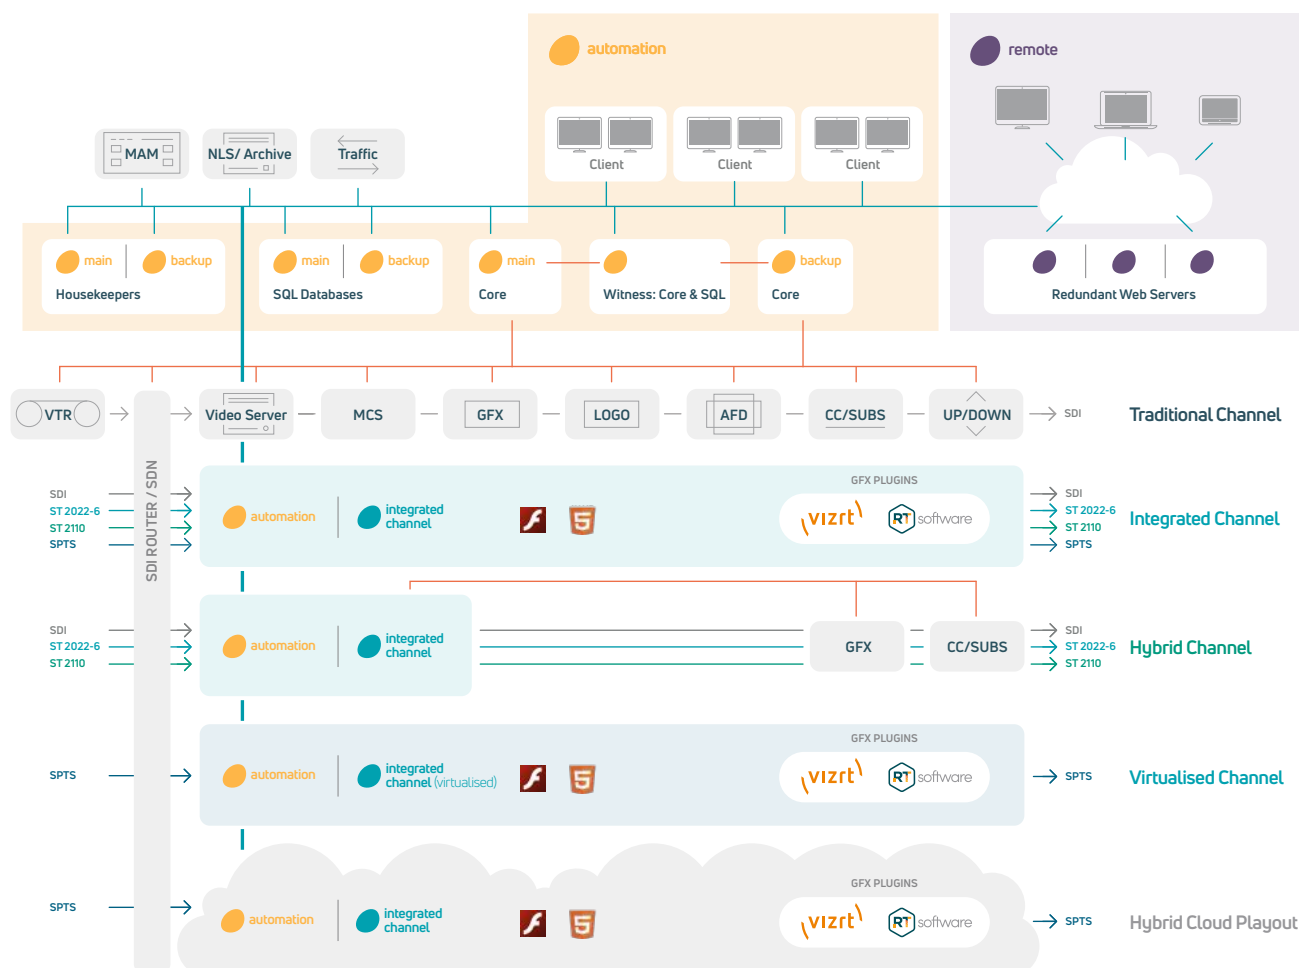 automation
remote
MAM
NLS/ Archive
Traffic
Client
Client
Client
main
backup
Housekeepers
main
backup
SQL Databases
main
Core
Witness: Core & SQL
backup
Core
Redundant Web Servers
VTR
Video Server
MCS
GFX
LOGO
AFD
CC/SUBS
UP/DOWN
SDI
Traditional Channel
SDI ROUTER / SDN
SDI
ST 2022-6
ST 2110
SPTS
automation
integrated
channel
GFX PLUGINS
vizrt
RT software
SDI
ST 2022-6
ST 2110
SPTS
Integrated Channel
SDI
ST 2022-6
ST 2110
automation
integrated
channel
GFX
CC/SUBS
SDI
ST 2022-6
ST 2110
Hybrid Channel
SPTS
automation
integrated
channel (virtualised)
GFX PLUGINS
vizrt
RT software
SPTS
Virtualised Channel
SPTS
automation
integrated
channel
GFX PLUGINS
vizrt
RT software
SPTS
Hybrid Cloud Playout